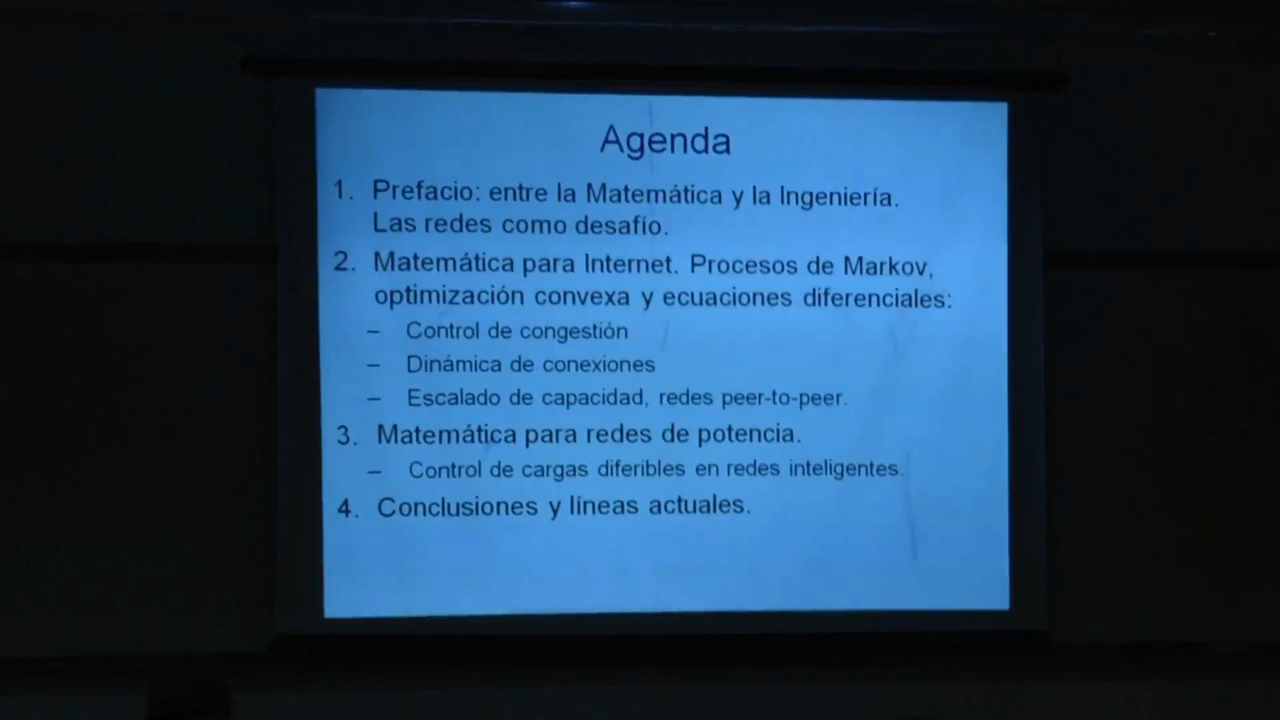 Agenda
1. Prefacio: entre la Matemática y la Ingeniería.
Las redes como desafío.
2. Matemática para Internet. Procesos de Markov,
optimización convexa y ecuaciones diferenciales:
– Control de congestión
– Dinámica de conexiones
– Escalado de capacidad, redes peer-to-peer.
3. Matemática para redes de potencia.
– Control de cargas diferibles en redes inteligentes.
4. Conclusiones y líneas actuales.